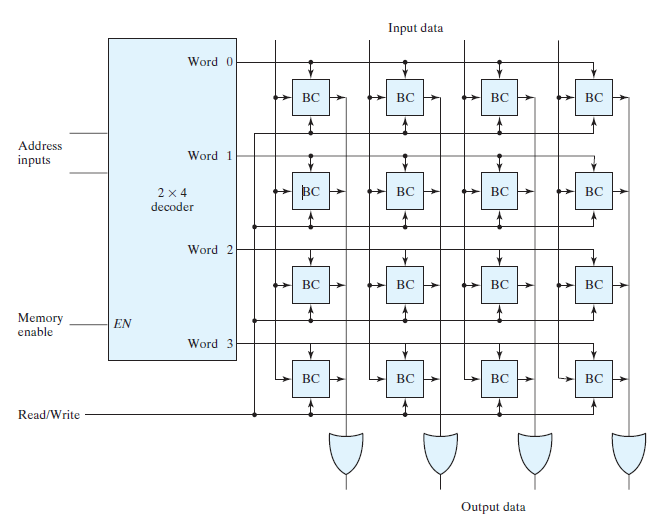 Input data
Word 0
BC BC BC BC
Address
inputs
Word 1
2 × 4
decoder
BC BC BC BC
Word 2
BC BC BC BC
Memory
enable
EN
Word 3
BC BC BC BC
Read/Write
Output data